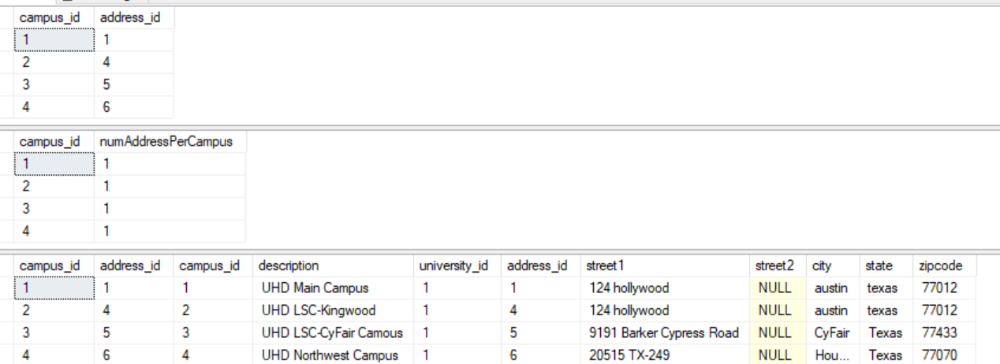 campus_id address_id
1 1
2 4
3 5
4 6
campus_id numAddressPerCampus
1 1
2 1
3 1
4 1
campus_id address_id campus_id description university_id address_id street1 street2 city state zipcode
1 1 1 UHD Main Campus 1 1 124 hollywood NULL austin texas 77012
2 4 2 UHD LSC-Kingwood 1 4 124 hollywood NULL austin texas 77012
3 5 3 UHD LSC-CyFair Camous 1 5 9191 Barker Cypress Road NULL CyFair Texas 77433
4 6 4 UHD Northwest Campus 1 6 20515 TX-249 NULL Hou... Texas 77070